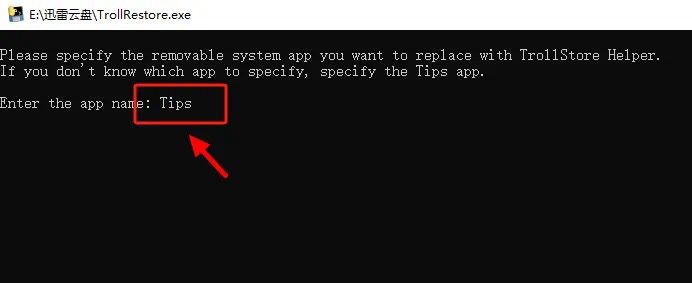 E:\迅雷云盘\TrollRestore.exe
Please specify the removable system app you want to replace with TrollStore Helper.
If you don't know which app to specify, specify the Tips app.
Enter the app name: Tips